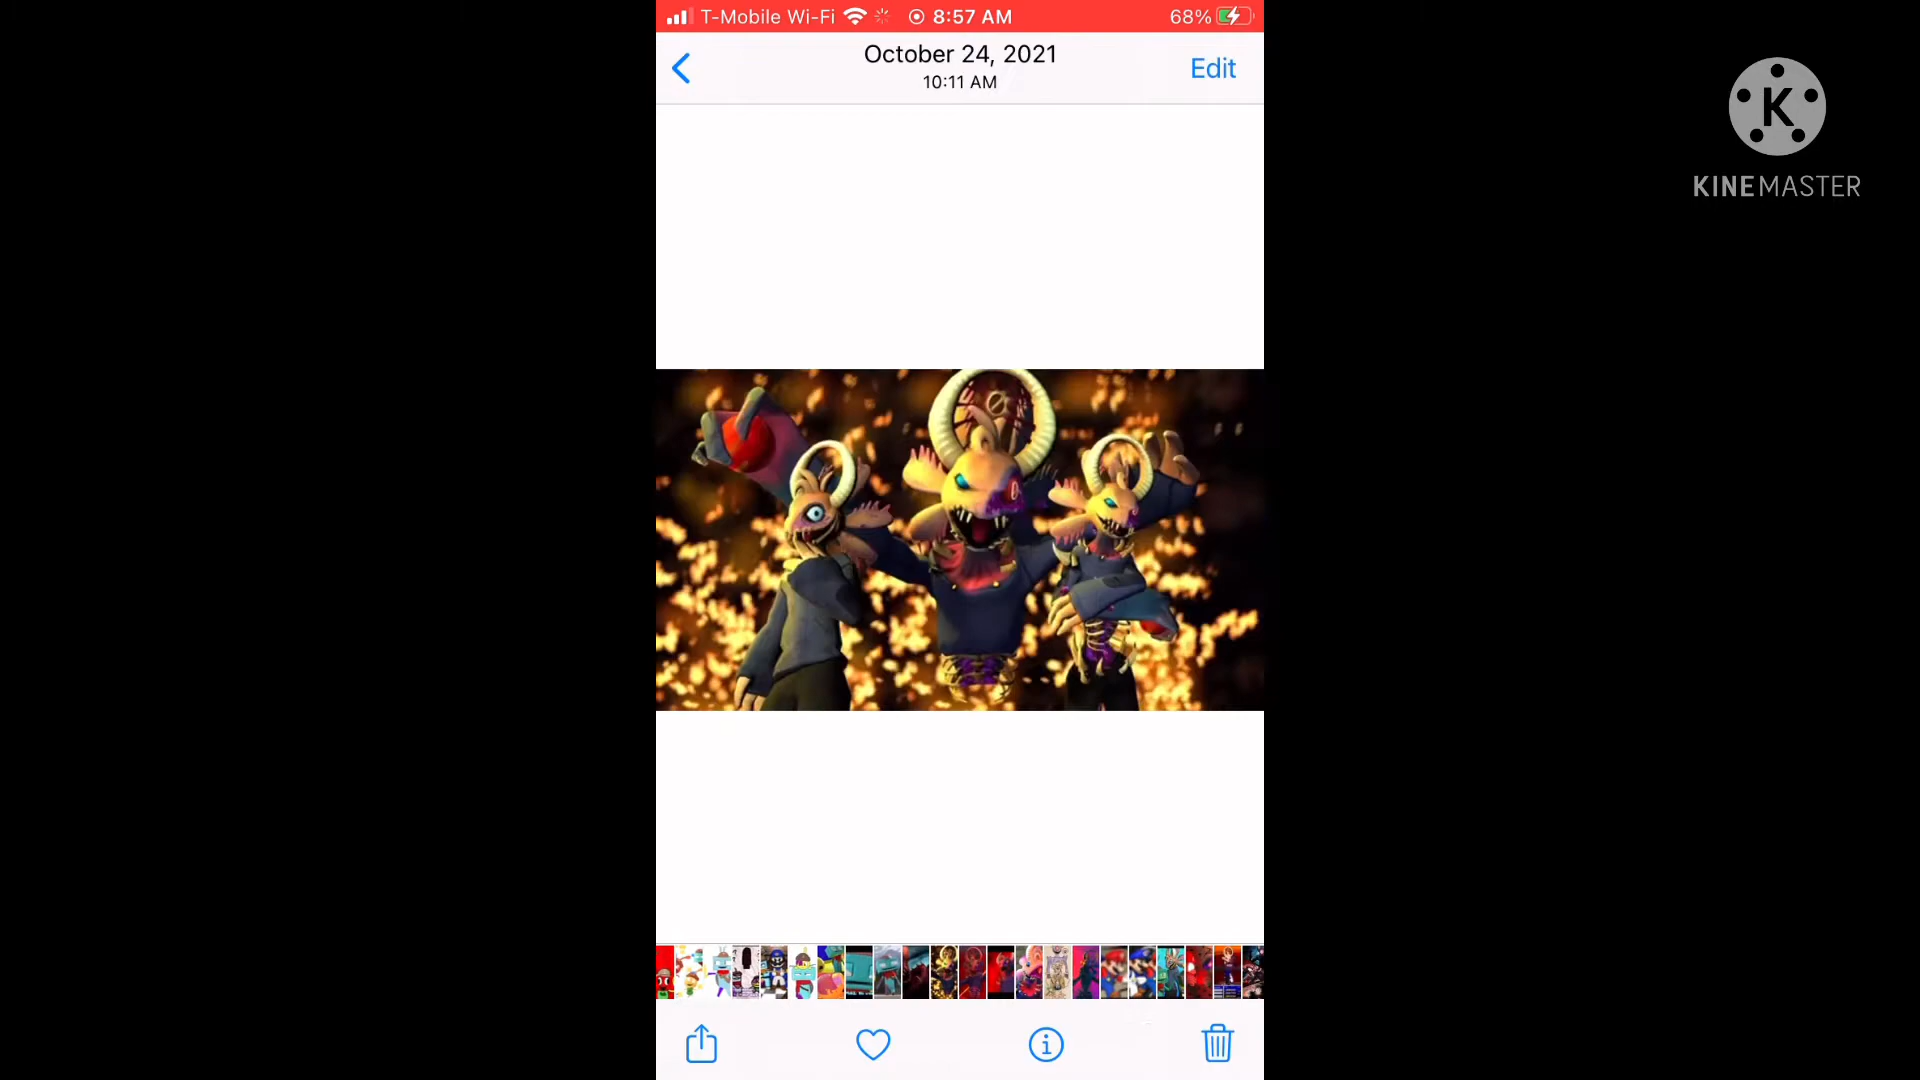 T-Mobile Wi-Fi 8:57 AM 68%
October 24, 2021
10:11 AM
Edit
K
KINEMASTER